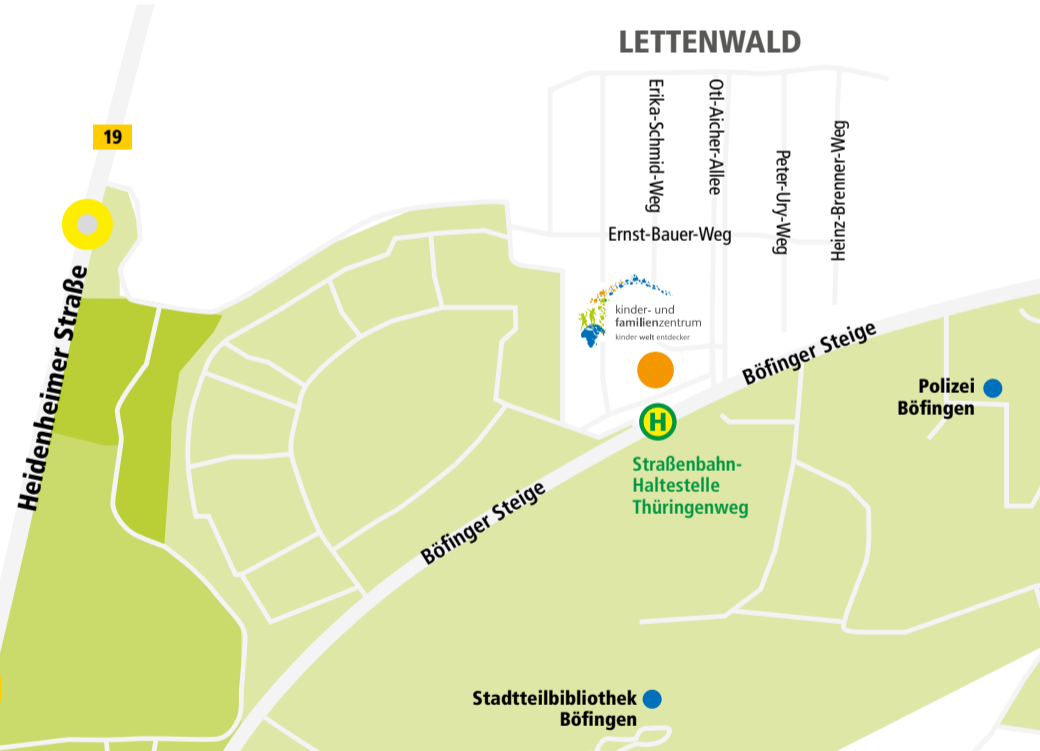 LETTENWALD
19
Erika-Schmid-Weg
Otl-Aicher-Allee
Peter-Ury-Weg
Heinz-Brenner-Weg
Ernst-Bauer-Weg
Heidenheimer Straße
kinder- und
familienzentrum
kinder welt entdecker
Böfinger Steige
Polizei
Böfingen
H
Straßenbahn-
Haltestelle
Thüringenweg
Böfinger Steige
Stadtteilbibliothek
Böfingen